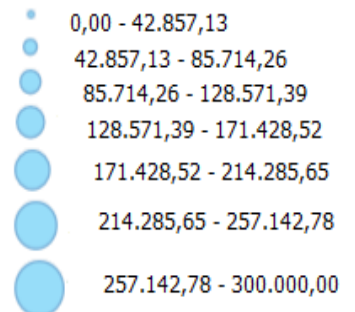 0,00 - 42.857,13
42.857,13 - 85.714,26
85.714,26 - 128.571,39
128.571,39 - 171.428,52
171.428,52 - 214.285,65
214.285,65 - 257.142,78
257.142,78 - 300.000,00